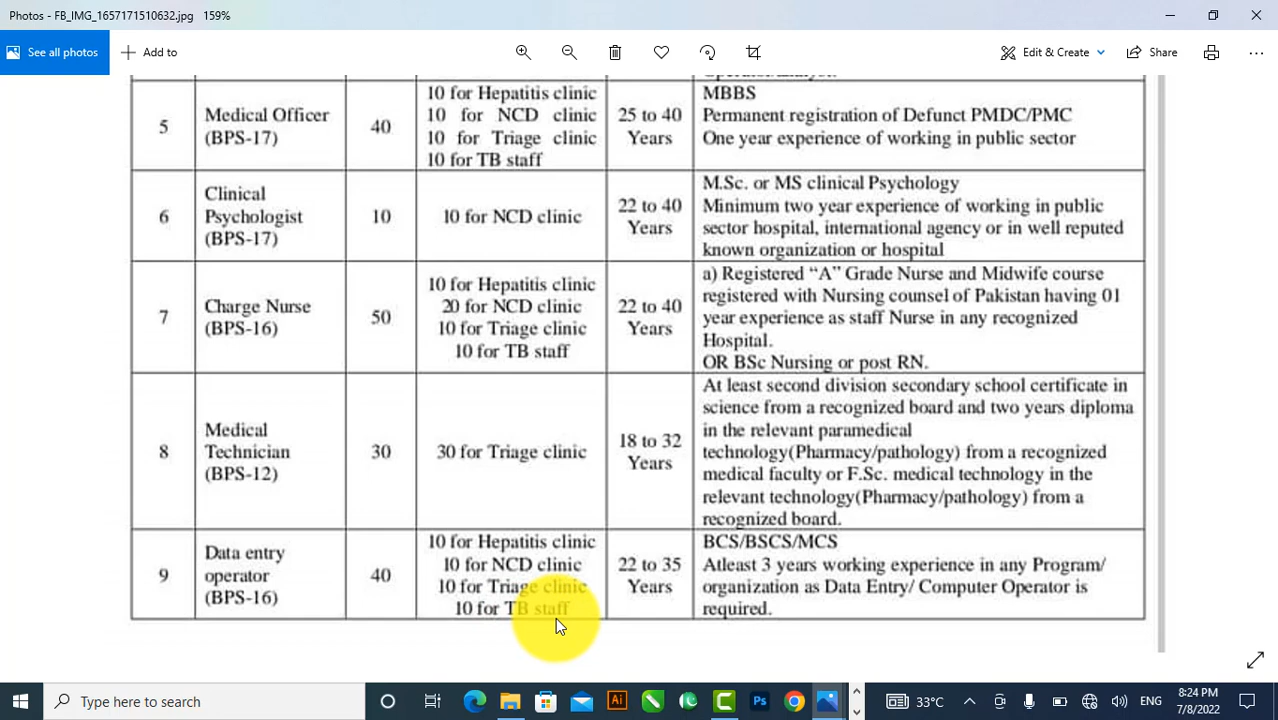 Photos - FB_IMG_1657171510632.jpg   159%
See all photos
Add to
Edit & Create
Share
5
Medical Officer
(BPS-17)
40
10 for Hepatitis clinic
10 for NCD clinic
10 for Triage clinic
10 for TB staff
25 to 40
Years
MBBS
Permanent registration of Defunct PMDC/PMC
One year experience of working in public sector
6
Clinical
Psychologist
(BPS-17)
10
10 for NCD clinic
22 to 40
Years
M.Sc. or MS clinical Psychology
Minimum two year experience of working in public
sector hospital, international agency or in well reputed
known organization or hospital
7
Charge Nurse
(BPS-16)
50
10 for Hepatitis clinic
20 for NCD clinic
10 for Triage clinic
10 for TB staff
22 to 40
Years
a) Registered “A” Grade Nurse and Midwife course
registered with Nursing counsel of Pakistan having 01
year experience as staff Nurse in any recognized
Hospital.
OR BSc Nursing or post RN.
8
Medical
Technician
(BPS-12)
30
30 for Triage clinic
18 to 32
Years
At least second division secondary school certificate in
science from a recognized board and two years diploma
in the relevant paramedical
technology(Pharmacy/pathology) from a recognized
medical faculty or F.Sc. medical technology in the
relevant technology(Pharmacy/pathology) from a
recognized board.
9
Data entry
operator
(BPS-16)
40
10 for Hepatitis clinic
10 for NCD clinic
10 for Triage clinic
10 for TB staff
22 to 35
Years
BCS/BSCS/MCS
Atleast 3 years working experience in any Program/
organization as Data Entry/ Computer Operator is
required.
Type here to search
Ai
Ps
33°C
ENG
8:24 PM
7/8/2022